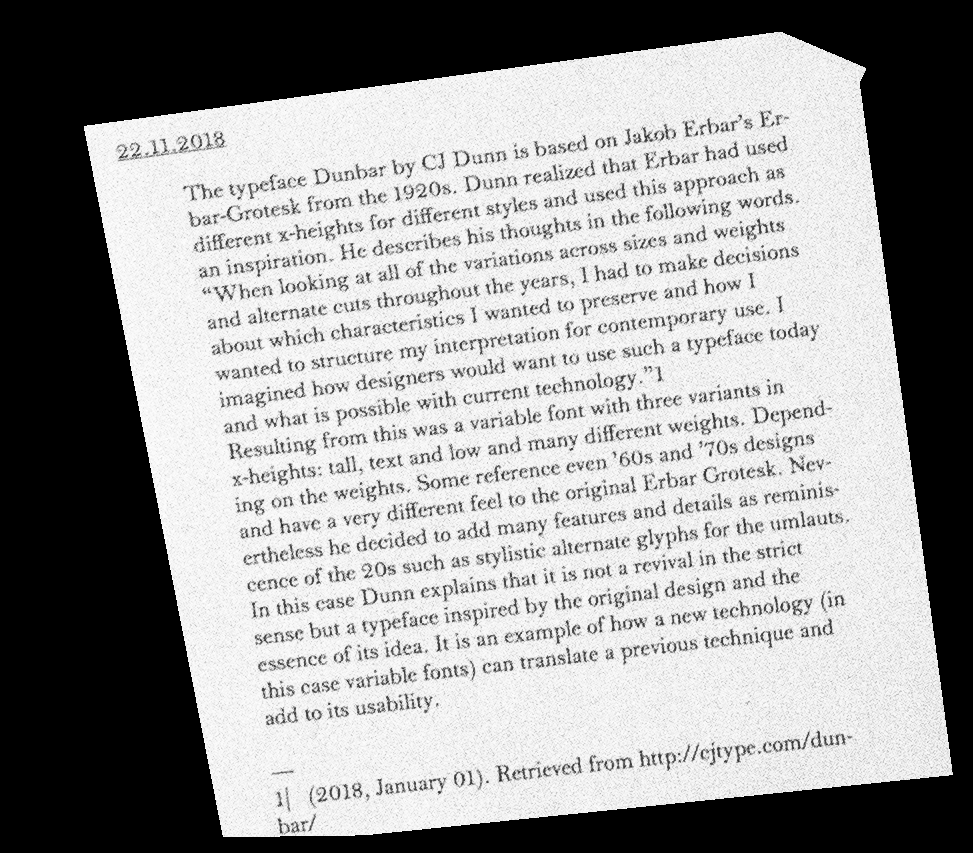 22.11.2018
The typeface Dunbar by CJ Dunn is based on Jakob Erbar’s Er-
bar-Grotesk from the 1920s. Dunn realized that Erbar had used
different x-heights for different styles and used this approach as
an inspiration. He describes his thoughts in the following words.
“When looking at all of the variations across sizes and weights
and alternate cuts throughout the years, I had to make decisions
about which characteristics I wanted to preserve and how I
wanted to structure my interpretation for contemporary use. I
imagined how designers would want to use such a typeface today
and what is possible with current technology.”1
Resulting from this was a variable font with three variants in
x-heights: tall, text and low and many different weights. Depend-
ing on the weights. Some reference even ’60s and ’70s designs
and have a very different feel to the original Erbar Grotesk. Nev-
ertheless he decided to add many features and details as reminis-
cence of the 20s such as stylistic alternate glyphs for the umlauts.
In this case Dunn explains that it is not a revival in the strict
sense but a typeface inspired by the original design and the
essence of its idea. It is an example of how a new technology (in
this case variable fonts) can translate a previous technique and
add to its usability.
—
1| (2018, January 01). Retrieved from http://cjtype.com/dun-
bar/